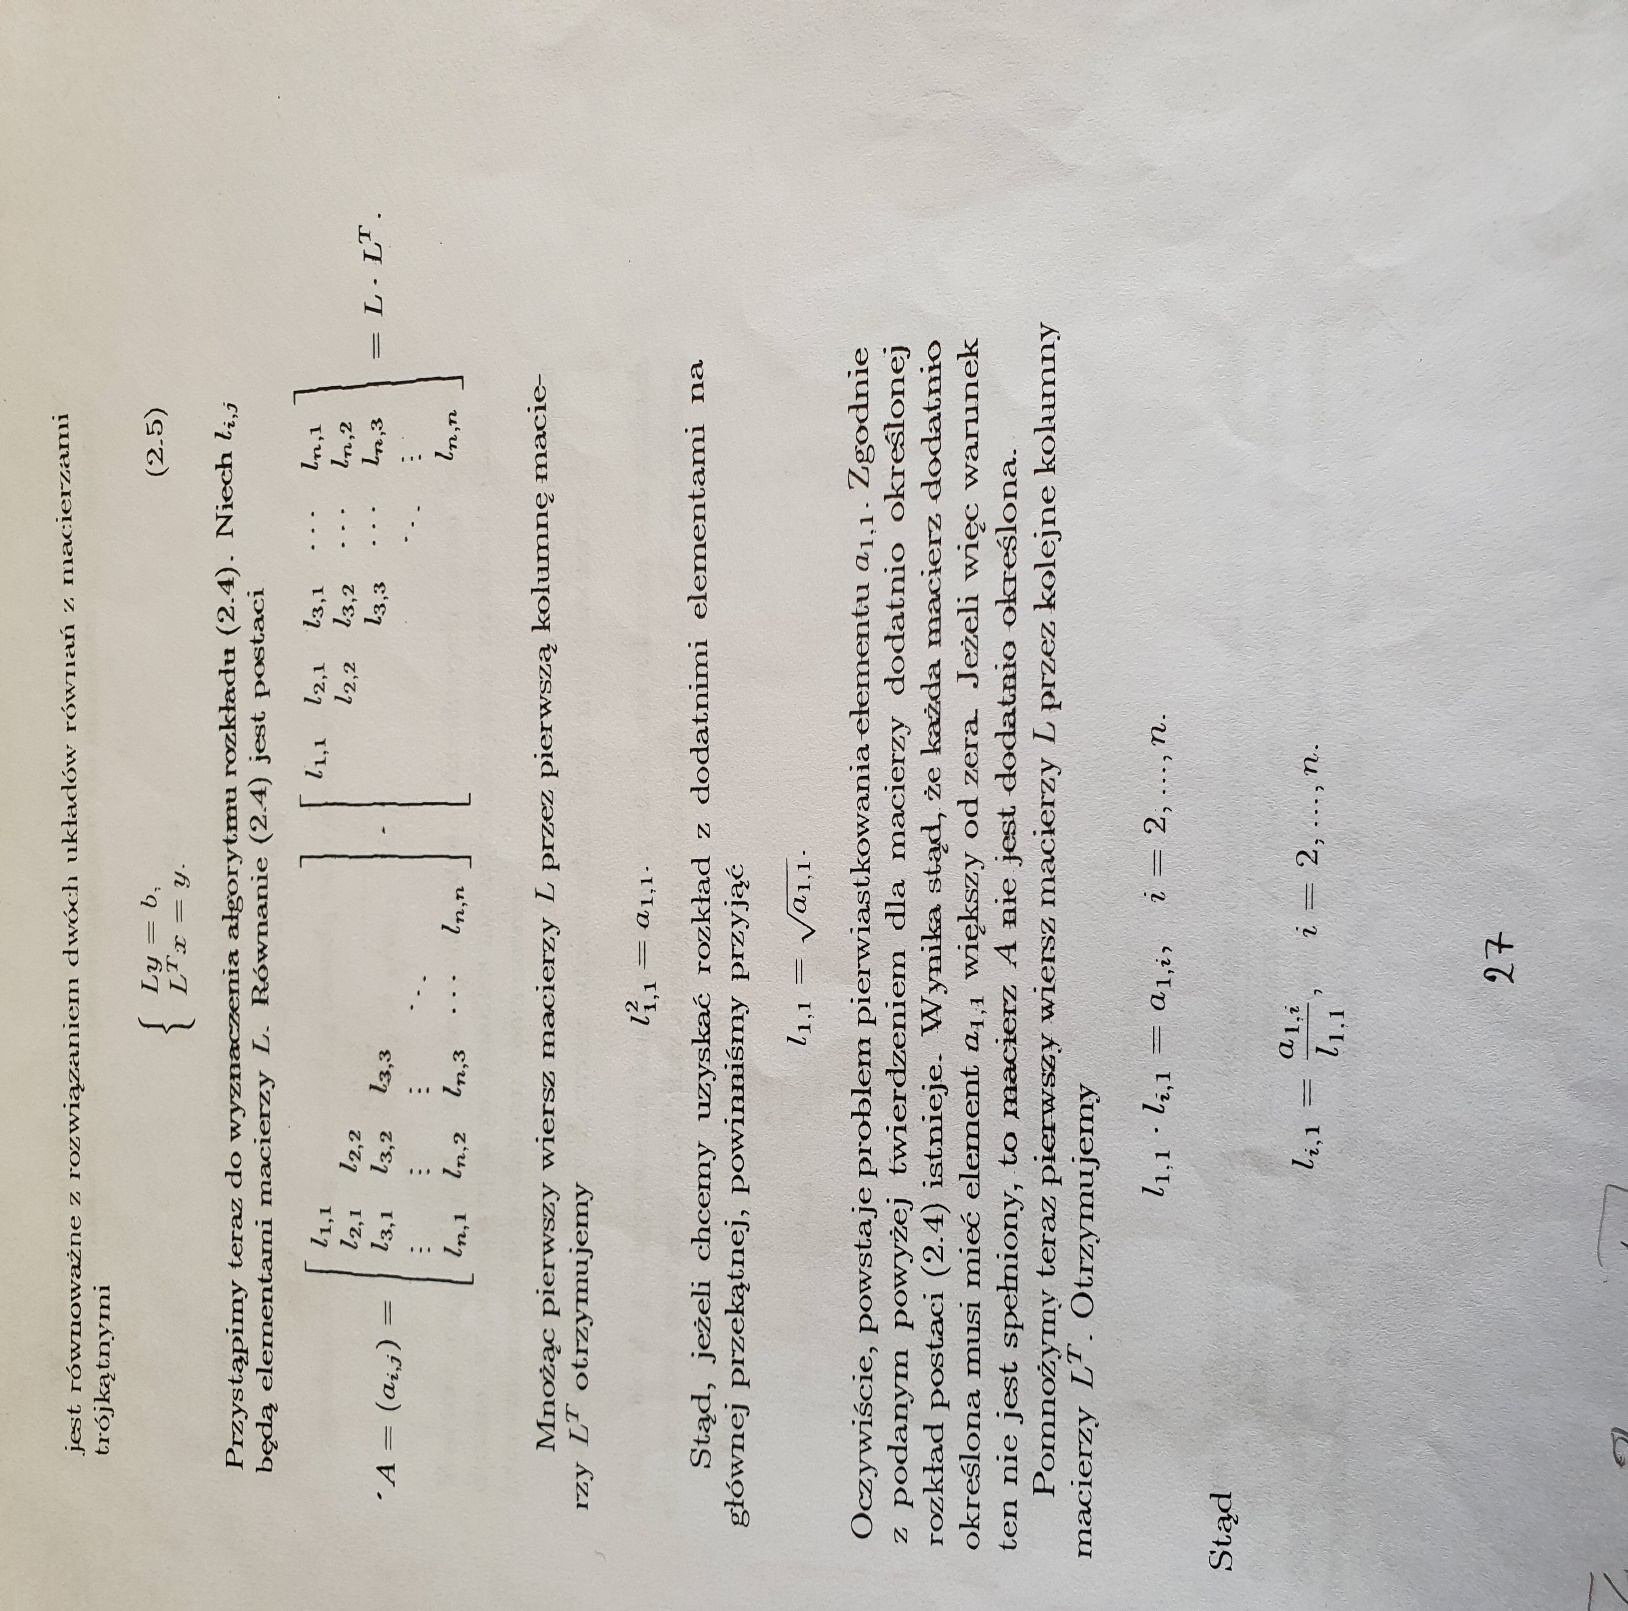 jest równoważne z rozwiązaniem dwóch układów równań z macierzami
trójkątnymi
{ Ly = b,
L^T x = y. (2.5)
Przystąpimy teraz do wyznaczenia algorytmu rozkładu (2.4). Niech l_{i,j}
będą elementami macierzy L. Równanie (2.4) jest postaci
A = (a_{i,j}) = [ l_{1,1} ; l_{2,1} l_{2,2} ; l_{3,1} l_{3,2} l_{3,3} ; ⋮ ⋮ ⋮ ⋱ ; l_{n,1} l_{n,2} l_{n,3} ⋯ l_{n,n} ] · [ l_{1,1} l_{2,1} l_{3,1} ⋯ l_{n,1} ; l_{2,2} l_{3,2} ⋯ l_{n,2} ; l_{3,3} ⋯ l_{n,3} ; ⋱ ⋮ ; l_{n,n} ] = L · L^T.
Mnożąc pierwszy wiersz macierzy L przez pierwszą kolumnę macie-
rzy L^T otrzymujemy
l_{1,1}^2 = a_{1,1}.
Stąd, jeżeli chcemy uzyskać rozkład z dodatnimi elementami na
głównej przekątnej, powinniśmy przyjąć
l_{1,1} = √a_{1,1}.
Oczywiście, powstaje problem pierwiastkowania elementu a_{1,1}. Zgodnie
z podanym powyżej twierdzeniem dla macierzy dodatnio określonej
rozkład postaci (2.4) istnieje. Wynika stąd, że każda macierz dodatnio
określona musi mieć element a_{1,1} większy od zera. Jeżeli więc warunek
ten nie jest spełniony, to macierz A nie jest dodatnio określona.
Pomnożymy teraz pierwszy wiersz macierzy L przez kolejne kolumny
macierzy L^T. Otrzymujemy
l_{1,1} · l_{i,1} = a_{1,i}, i = 2, ..., n.
Stąd
l_{i,1} = a_{1,i} / l_{1,1}, i = 2, ..., n.
27